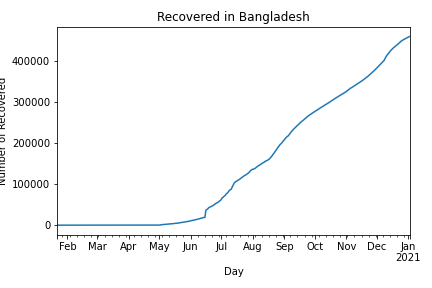 Recovered in Bangladesh
Number of Recovered
400000
300000
200000
100000
0
Feb Mar Apr May Jun Jul Aug Sep Oct Nov Dec Jan
2021
Day